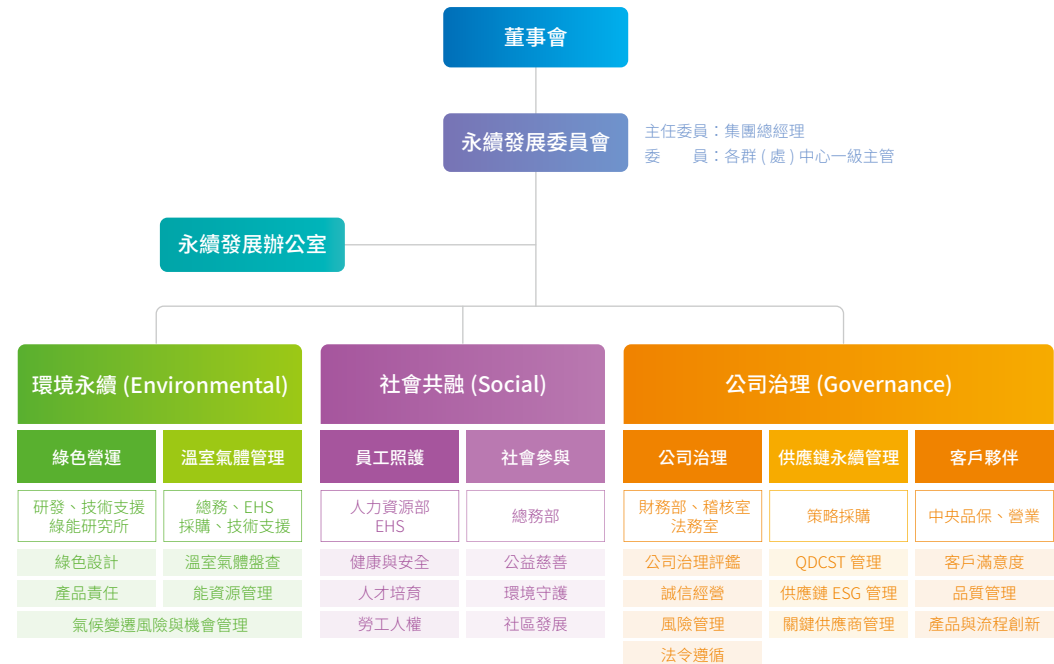 董事會
永續發展委員會
主任委員：集團總經理
委　　員：各群 ( 處 ) 中心一級主管
永續發展辦公室
環境永續 (Environmental)
綠色營運
溫室氣體管理
研發、技術支援
綠能研究所
總務、EHS
採購、技術支援
綠色設計
溫室氣體盤查
產品責任
能資源管理
氣候變遷風險與機會管理
社會共融 (Social)
員工照護
社會參與
人力資源部
EHS
總務部
健康與安全
公益慈善
人才培育
環境守護
勞工人權
社區發展
公司治理 (Governance)
公司治理
供應鏈永續管理
客戶夥伴
財務部、稽核室
法務室
策略採購
中央品保、營業
公司治理評鑑
QDCST 管理
客戶滿意度
誠信經營
供應鏈 ESG 管理
品質管理
風險管理
關鍵供應商管理
產品與流程創新
法令遵循